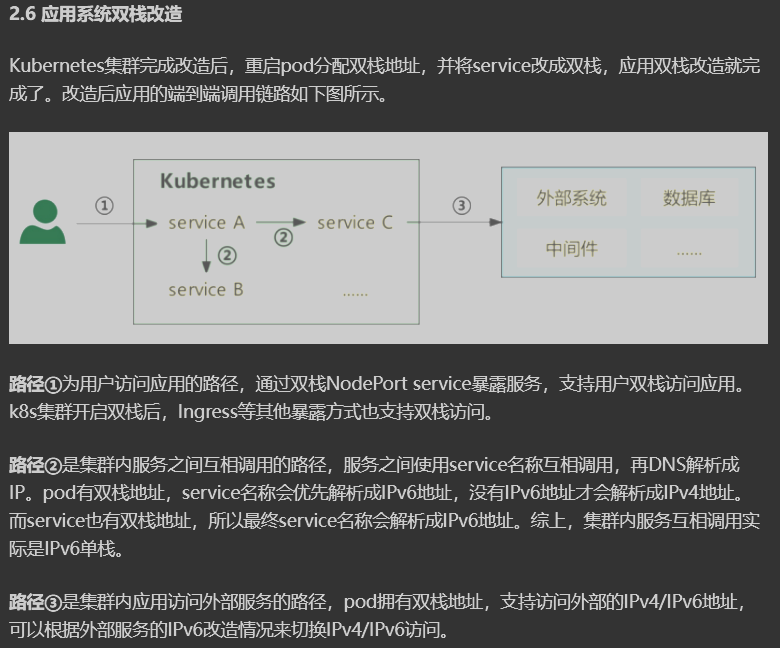 2.6 应用系统双栈改造
Kubernetes集群完成改造后，重启pod分配双栈地址，并将service改成双栈，应用双栈改造就完
成了。改造后应用的端到端调用链路如下图所示。
Kubernetes
①
service A
②
service C
③
外部系统
数据库
②
中间件
……
service B
……
路径①为用户访问应用的路径，通过双栈NodePort service暴露服务，支持用户双栈访问应用。
k8s集群开启双栈后，Ingress等其他暴露方式也支持双栈访问。
路径②是集群内服务之间互相调用的路径，服务之间使用service名称互相调用，再DNS解析成
IP。pod有双栈地址，service名称会优先解析成IPv6地址，没有IPv6地址才会解析成IPv4地址。
而service也有双栈地址，所以最终service名称会解析成IPv6地址。综上，集群内服务互相调用实
际是IPv6单栈。
路径③是集群内应用访问外部服务的路径，pod拥有双栈地址，支持访问外部的IPv4/IPv6地址，
可以根据外部服务的IPv6改造情况来切换IPv4/IPv6访问。